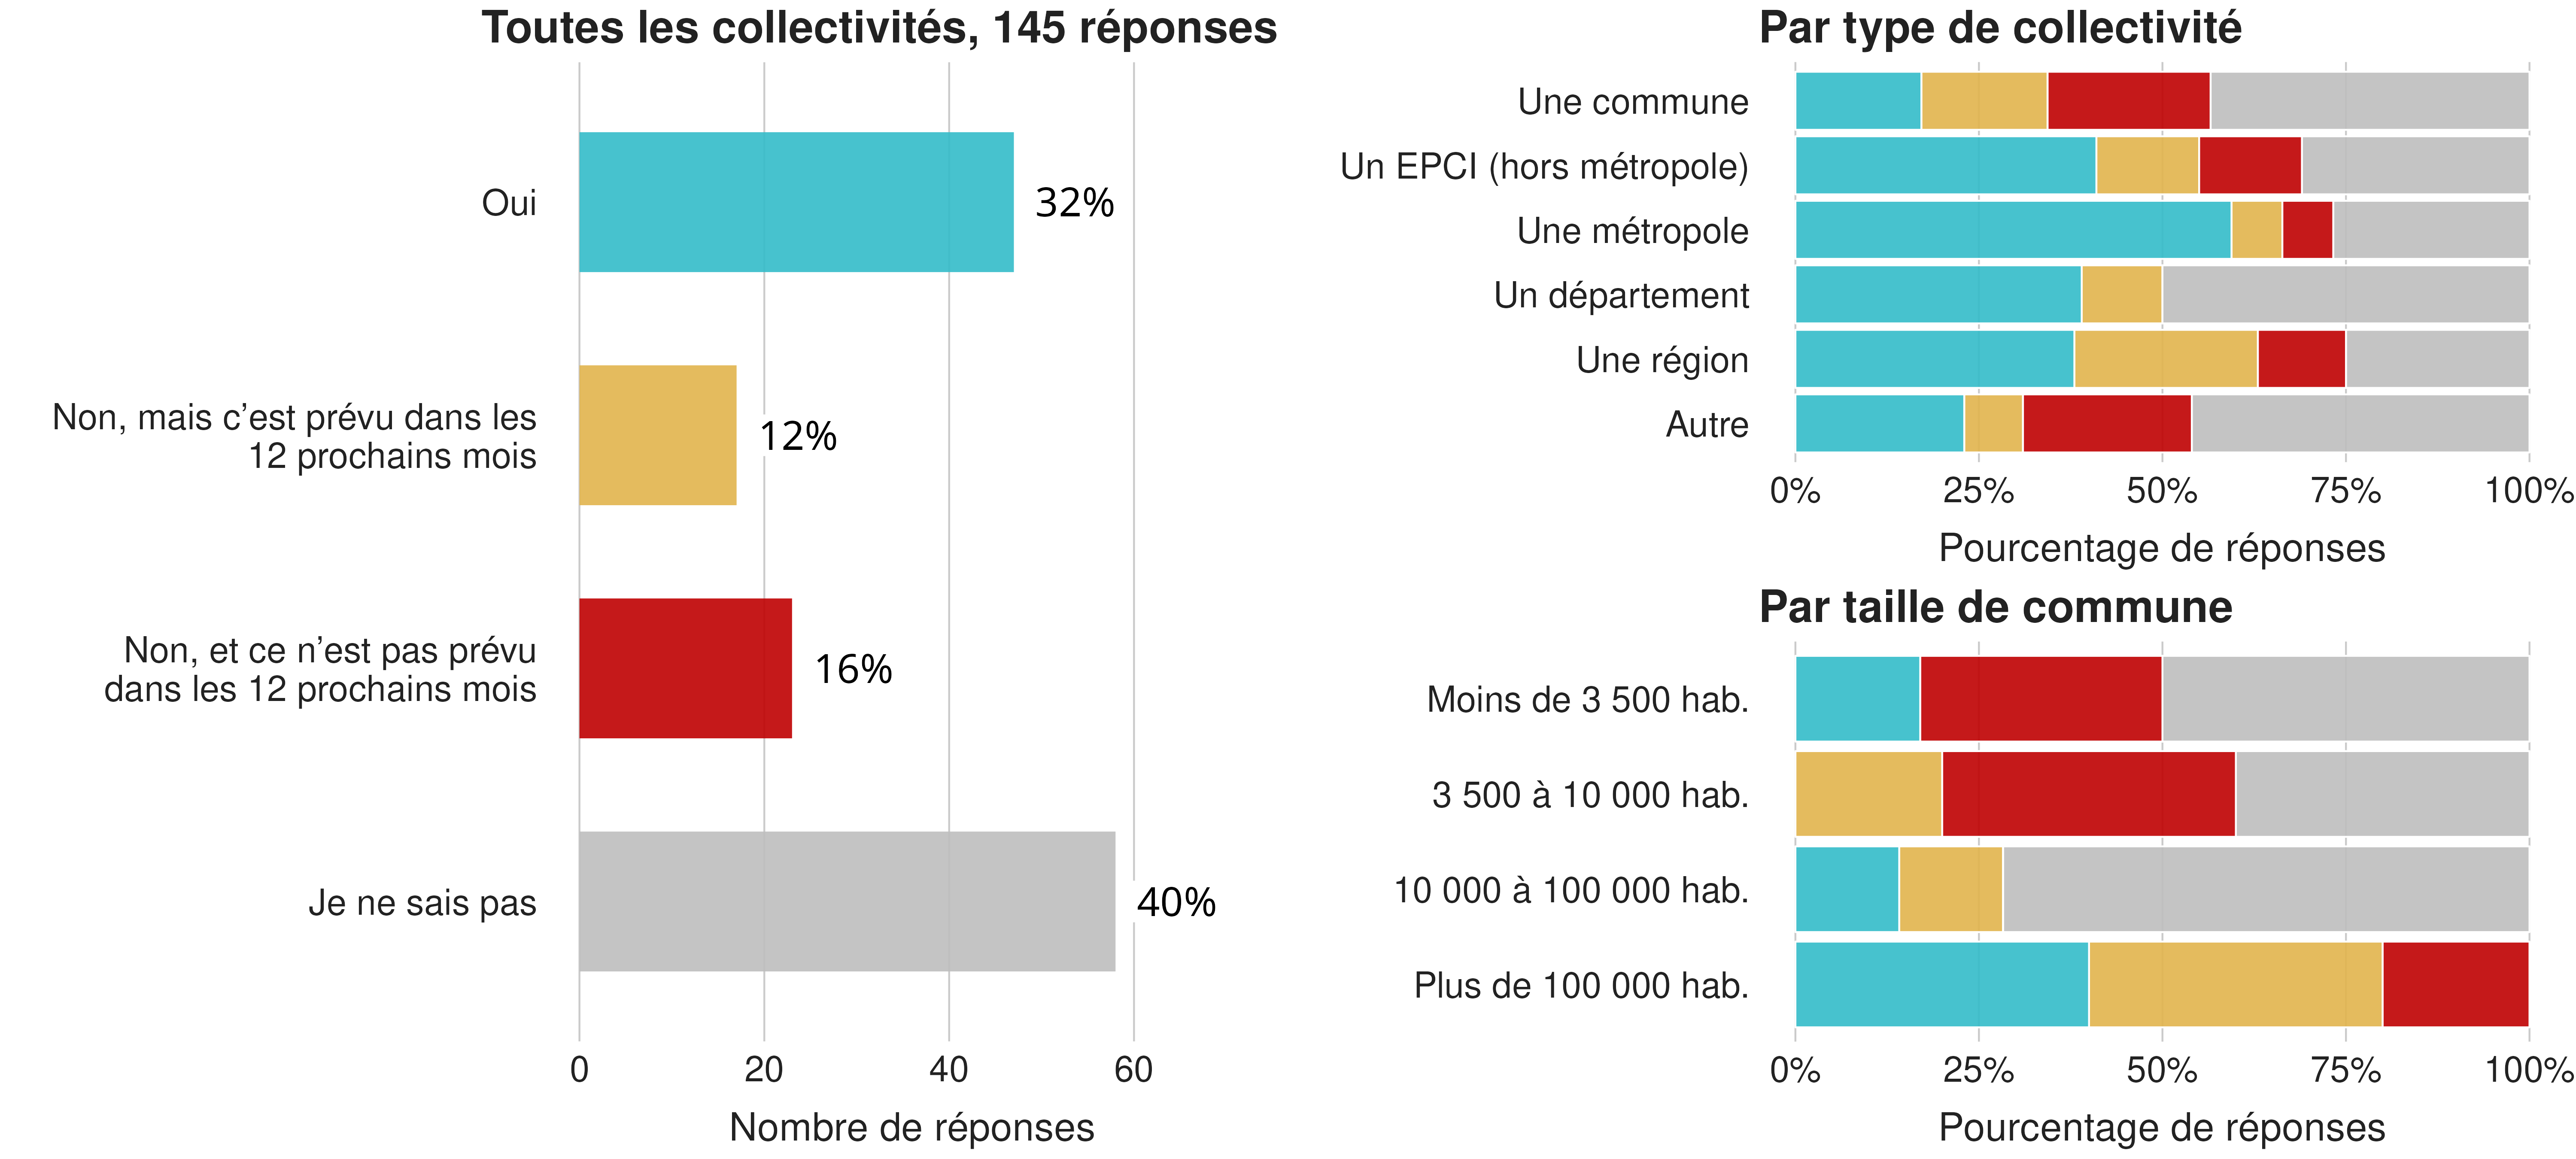 Toutes les collectivités, 145 réponses
Oui
32%
Non, mais c’est prévu dans les
12 prochains mois
12%
Non, et ce n’est pas prévu
dans les 12 prochains mois
16%
Je ne sais pas
40%
0 20 40 60
Nombre de réponses
Par type de collectivité
Une commune
Un EPCI (hors métropole)
Une métropole
Un département
Une région
Autre
0% 25% 50% 75% 100%
Pourcentage de réponses
Par taille de commune
Moins de 3 500 hab.
3 500 à 10 000 hab.
10 000 à 100 000 hab.
Plus de 100 000 hab.
0% 25% 50% 75% 100%
Pourcentage de réponses